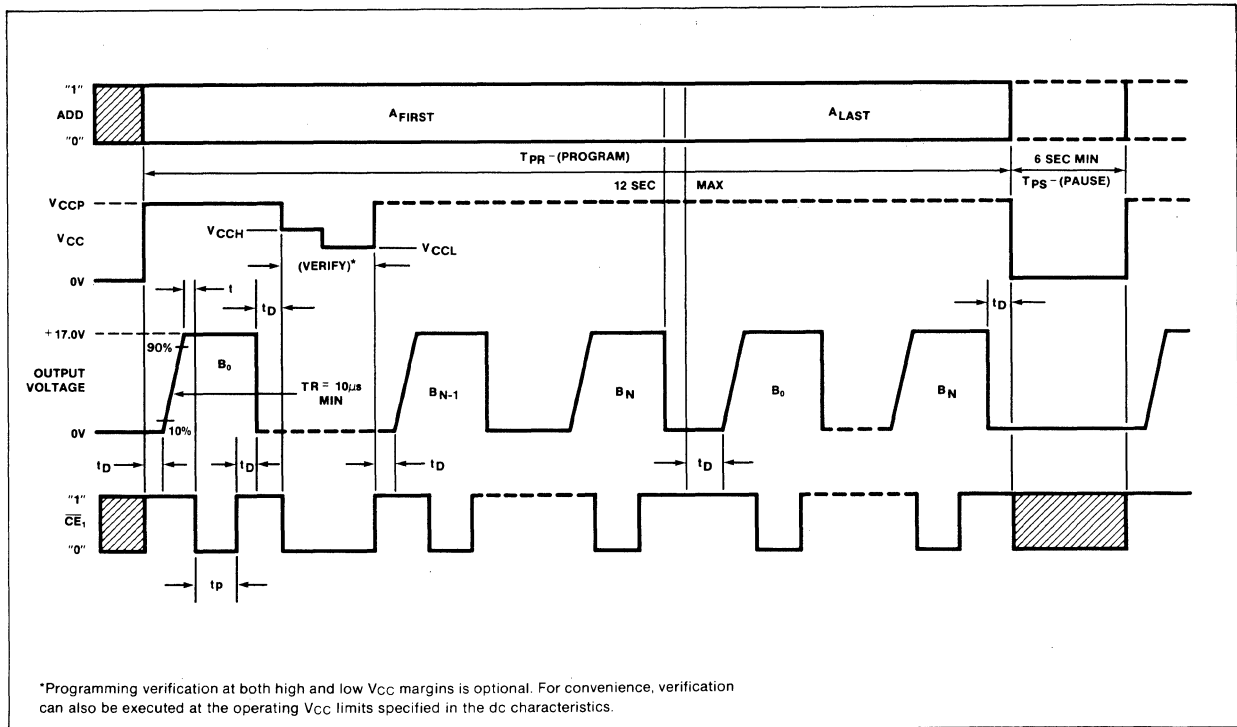 "1"
ADD
"0"
A FIRST
A LAST
TPR-(PROGRAM)
6 SEC MIN
12 SEC MAX
TPS-(PAUSE)
VCCP
VCC
0V
VCCH
VCCL
(VERIFY)*
t
tD
tD
+17.0V
90%
B0
OUTPUT
VOLTAGE
TR = 10μs
MIN
BN-1
BN
B0
BN
0V
10%
tD
tD
tD
tD
"1"
CE1
"0"
tp
*Programming verification at both high and low VCC margins is optional. For convenience, verification
can also be executed at the operating VCC limits specified in the dc characteristics.